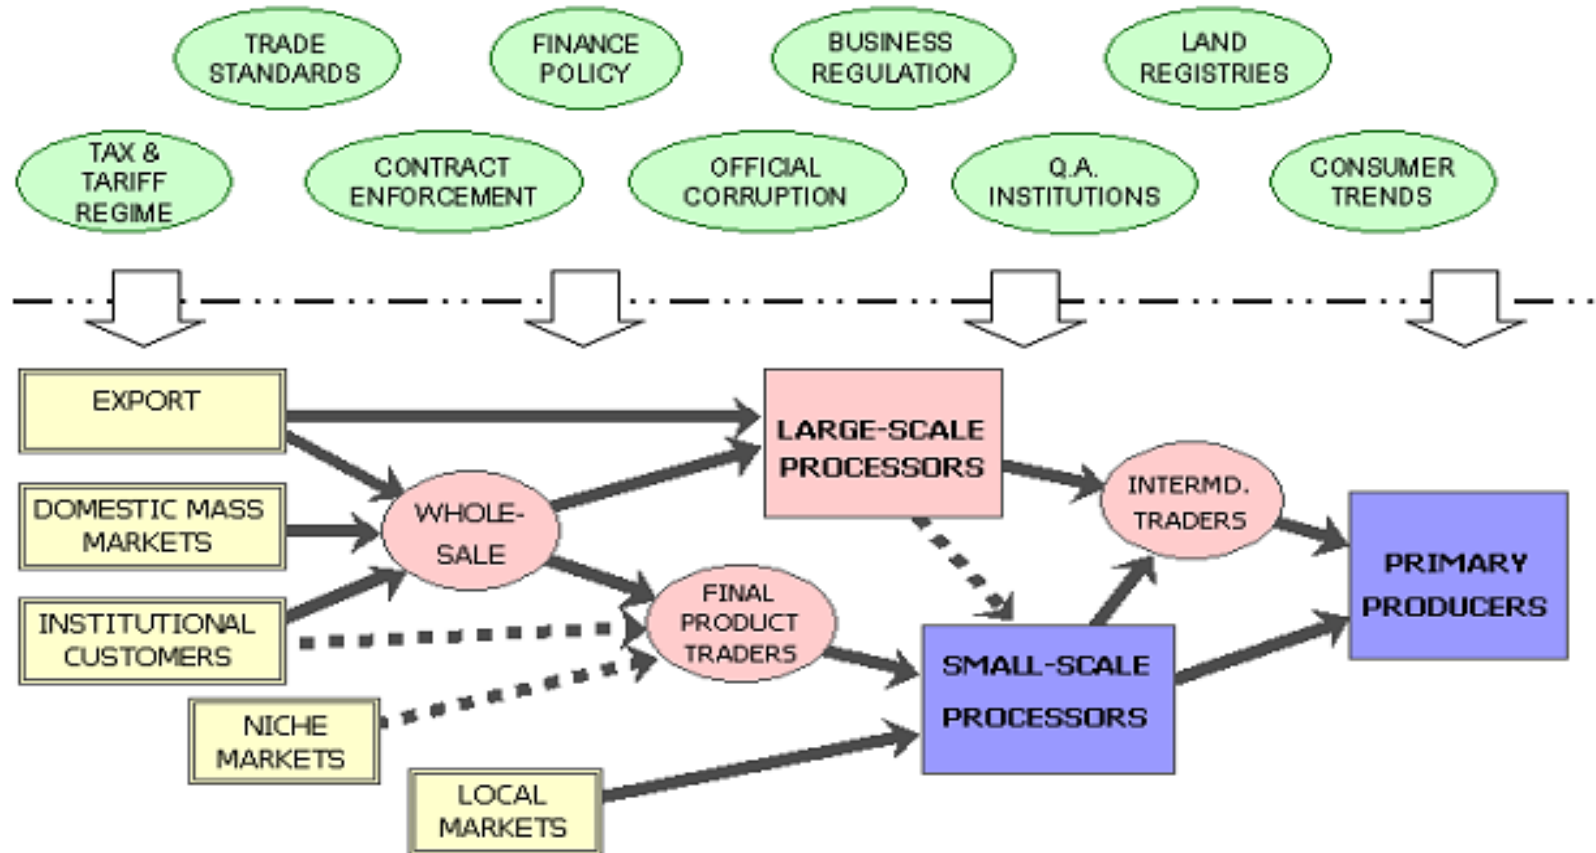 TRADE
STANDARDS
FINANCE
POLICY
BUSINESS
REGULATION
LAND
REGISTRIES
TAX &
TARIFF
REGIME
CONTRACT
ENFORCEMENT
OFFICIAL
CORRUPTION
Q.A.
INSTITUTIONS
CONSUMER
TRENDS
EXPORT
DOMESTIC MASS
MARKETS
INSTITUTIONAL
CUSTOMERS
NICHE
MARKETS
LOCAL
MARKETS
WHOLE-
SALE
FINAL
PRODUCT
TRADERS
LARGE-SCALE
PROCESSORS
SMALL-SCALE
PROCESSORS
INTERMD.
TRADERS
PRIMARY
PRODUCERS